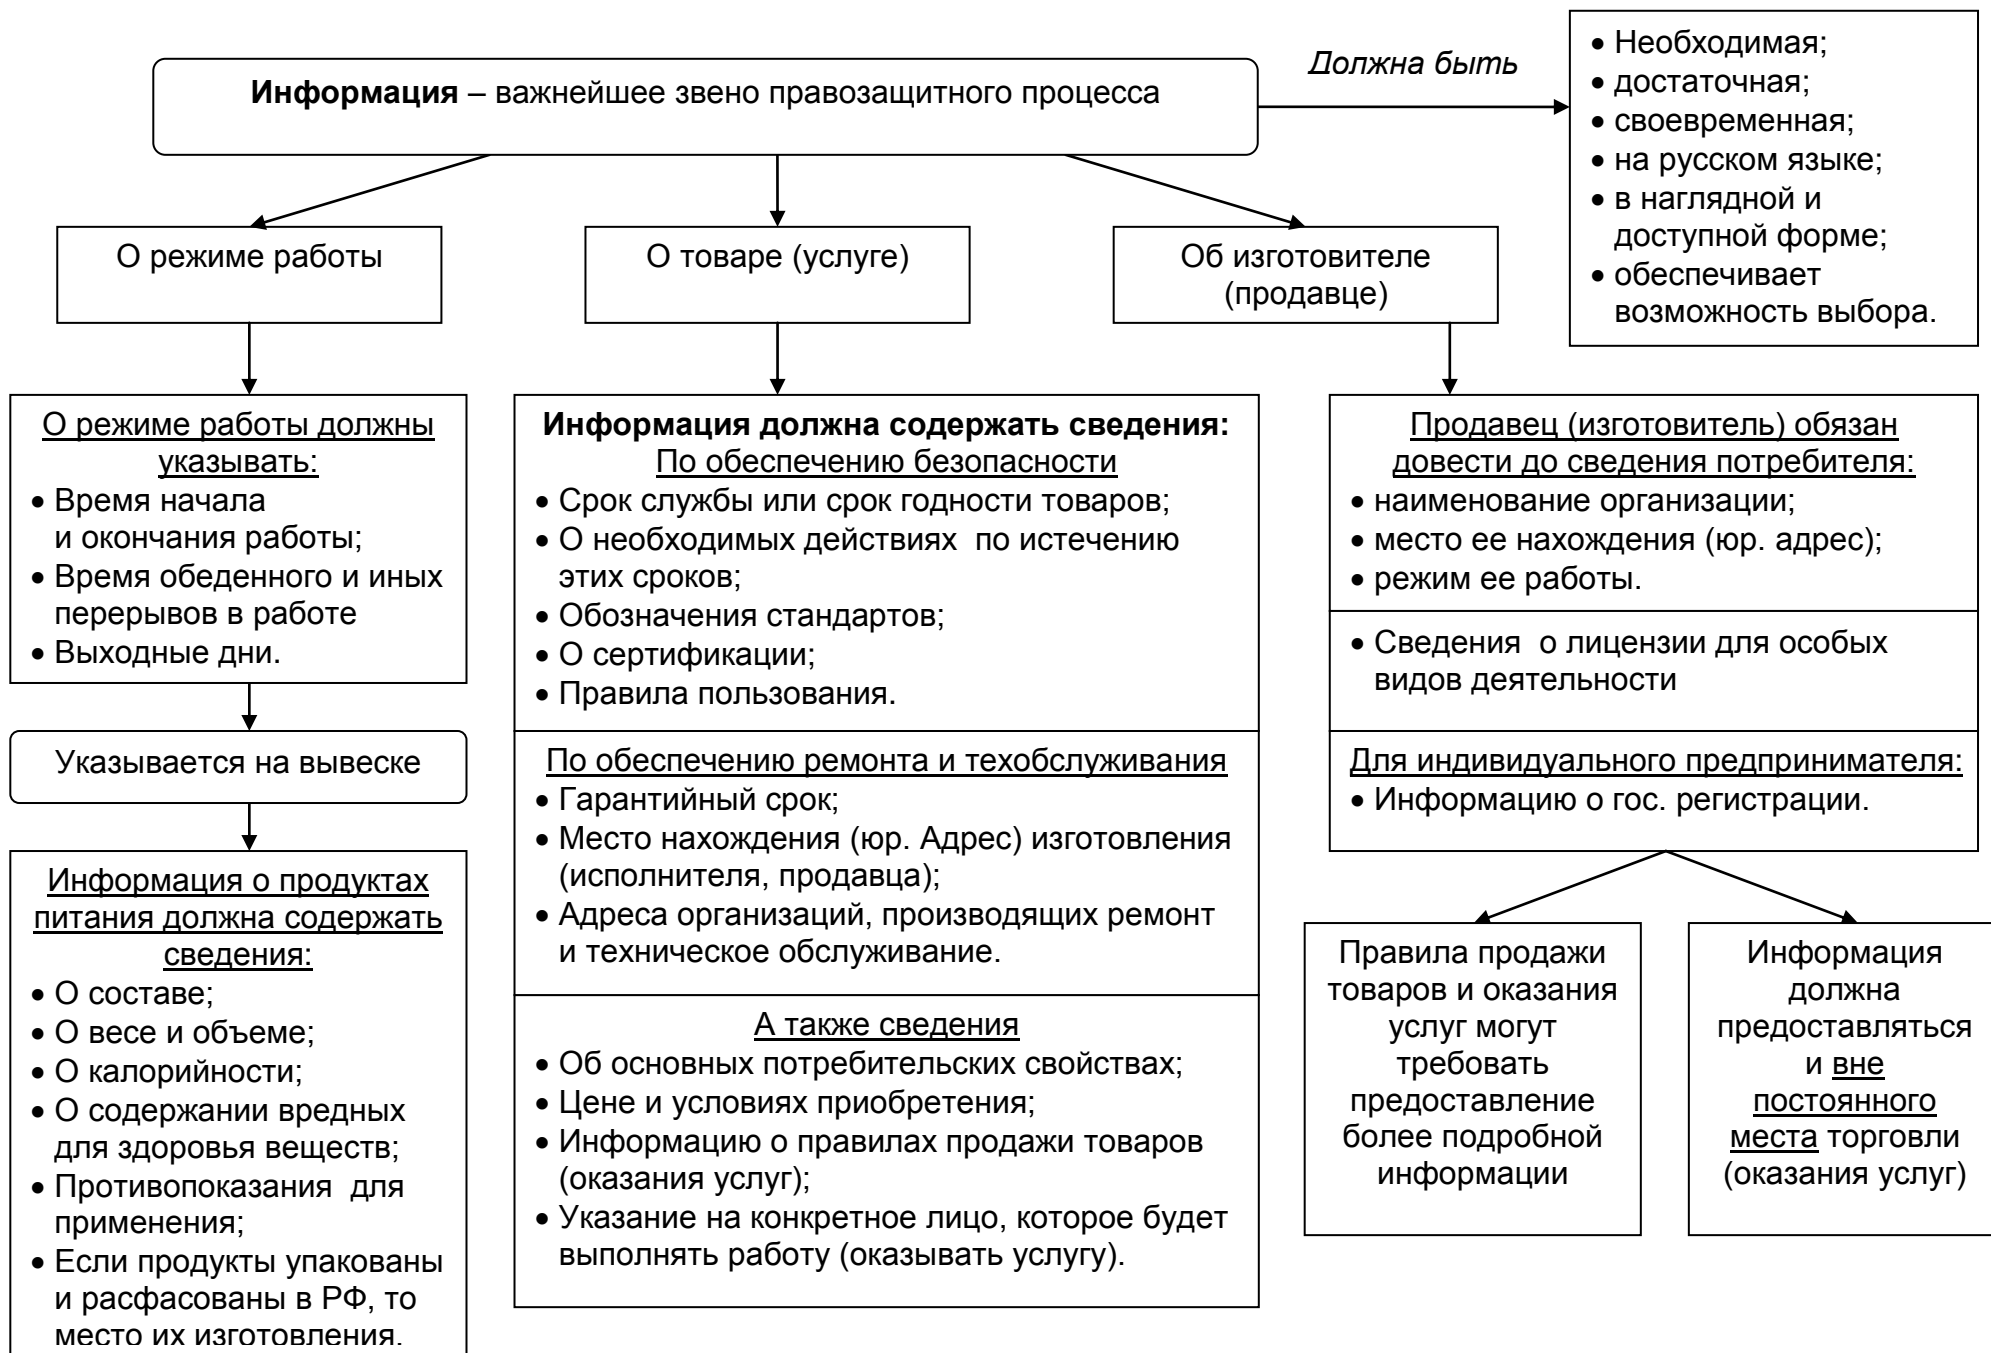 Информация – важнейшее звено правозащитного процесса
Должна быть
• Необходимая;
• достаточная;
• своевременная;
• на русском языке;
• в наглядной и
доступной форме;
• обеспечивает
возможность выбора.
О режиме работы
О товаре (услуге)
Об изготовителе
(продавце)
О режиме работы должны
указывать:
• Время начала
и окончания работы;
• Время обеденного и иных
перерывов в работе
• Выходные дни.
Указывается на вывеске
Информация о продуктах
питания должна содержать
сведения:
• О составе;
• О весе и объеме;
• О калорийности;
• О содержании вредных
для здоровья веществ;
• Противопоказания  для
применения;
• Если продукты упакованы
и расфасованы в РФ, то
место их изготовления.
Информация должна содержать сведения:
По обеспечению безопасности
• Срок службы или срок годности товаров;
• О необходимых действиях  по истечению
этих сроков;
• Обозначения стандартов;
• О сертификации;
• Правила пользования.
По обеспечению ремонта и техобслуживания
• Гарантийный срок;
• Место нахождения (юр. Адрес) изготовления
(исполнителя, продавца);
• Адреса организаций, производящих ремонт
и техническое обслуживание.
А также сведения
• Об основных потребительских свойствах;
• Цене и условиях приобретения;
• Информацию о правилах продажи товаров
(оказания услуг);
• Указание на конкретное лицо, которое будет
выполнять работу (оказывать услугу).
Продавец (изготовитель) обязан
довести до сведения потребителя:
• наименование организации;
• место ее нахождения (юр. адрес);
• режим ее работы.
• Сведения  о лицензии для особых
видов деятельности
Для индивидуального предпринимателя:
• Информацию о гос. регистрации.
Правила продажи
товаров и оказания
услуг могут
требовать
предоставление
более подробной
информации
Информация
должна
предоставляться
и вне
постоянного
места торговли
(оказания услуг)